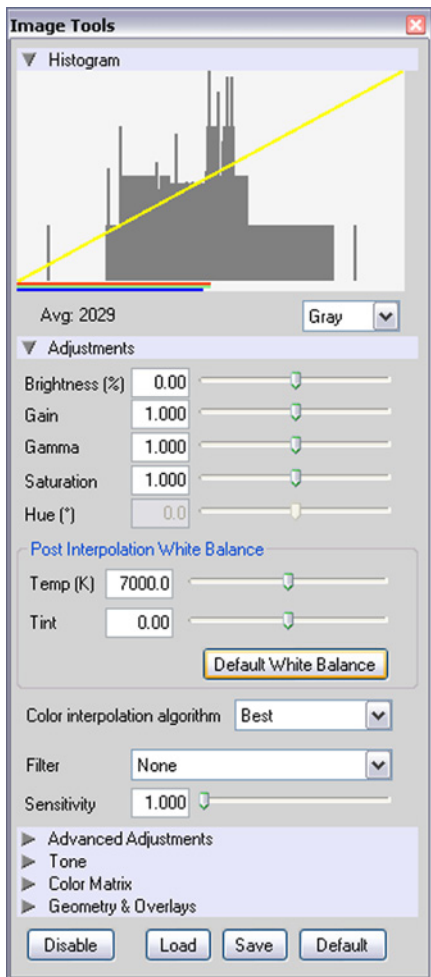 Image Tools
Histogram
Avg: 2029 Gray
Adjustments
Brightness (%) 0.00
Gain 1.000
Gamma 1.000
Saturation 1.000
Hue (°) 0.0
Post Interpolation White Balance
Temp (K) 7000.0
Tint 0.00
Default White Balance
Color interpolation algorithm Best
Filter None
Sensitivity 1.000
Advanced Adjustments
Tone
Color Matrix
Geometry & Overlays
Disable Load Save Default